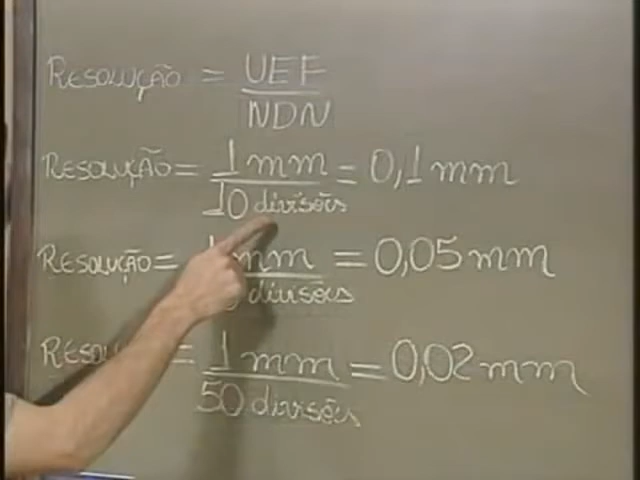 RESOLUÇÃO = UEF
NDN
RESOLUÇÃO = 1 mm = 0,1 mm
10 divisões
RESOLUÇÃO = mm = 0,05 mm
divisões
= 1 mm = 0,02 mm
50 divisões